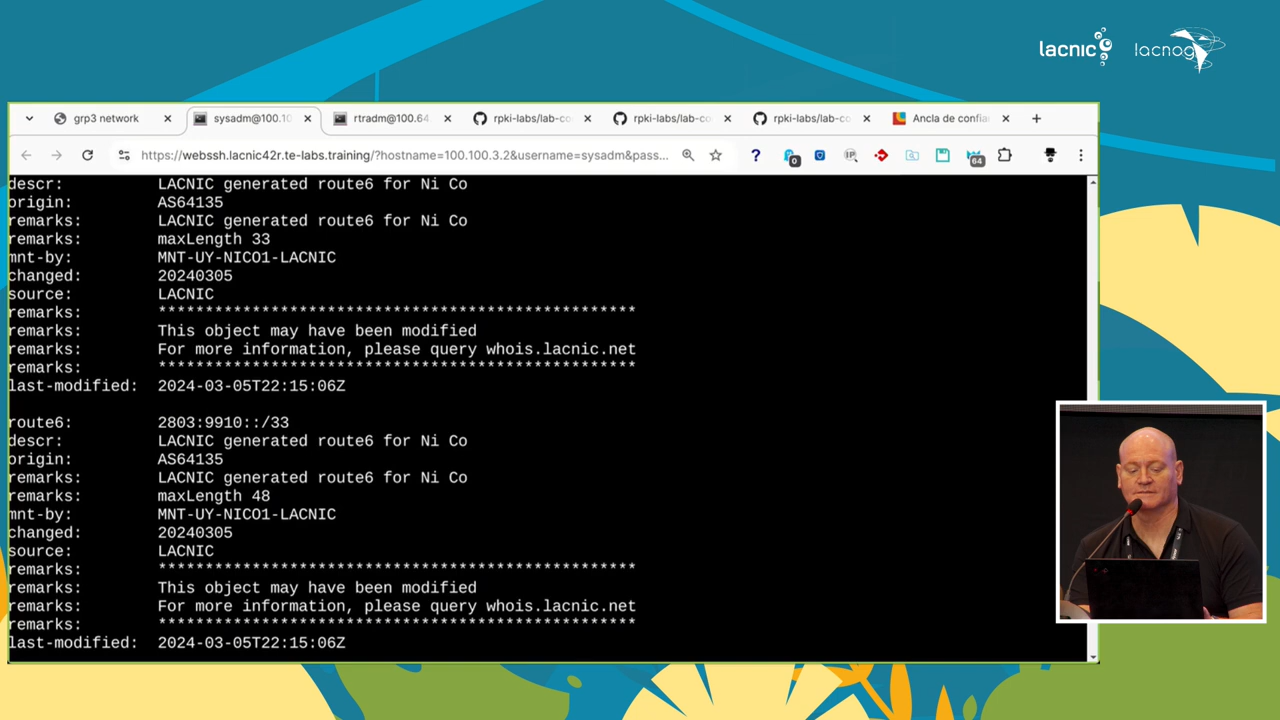 lacnic
lacnog
grp3 network
sysadm@100.10
rtradm@100.64
rpki-labs/lab-co
rpki-labs/lab-co
rpki-labs/lab-co
Ancla de confia
https://webssh.lacnic42r.te-labs.training/?hostname=100.100.3.2&username=sysadm&pass...
0
IP
64
descr: LACNIC generated route6 for Ni Co
origin: AS64135
remarks: LACNIC generated route6 for Ni Co
remarks: maxLength 33
mnt-by: MNT-UY-NICO1-LACNIC
changed: 20240305
source: LACNIC
remarks: ***************************************************
remarks: This object may have been modified
remarks: For more information, please query whois.lacnic.net
remarks: ***************************************************
last-modified: 2024-03-05T22:15:06Z
route6: 2803:9910::/33
descr: LACNIC generated route6 for Ni Co
origin: AS64135
remarks: LACNIC generated route6 for Ni Co
remarks: maxLength 48
mnt-by: MNT-UY-NICO1-LACNIC
changed: 20240305
source: LACNIC
remarks: ***************************************************
remarks: This object may have been modified
remarks: For more information, please query whois.lacnic.net
remarks: ***************************************************
last-modified: 2024-03-05T22:15:06Z